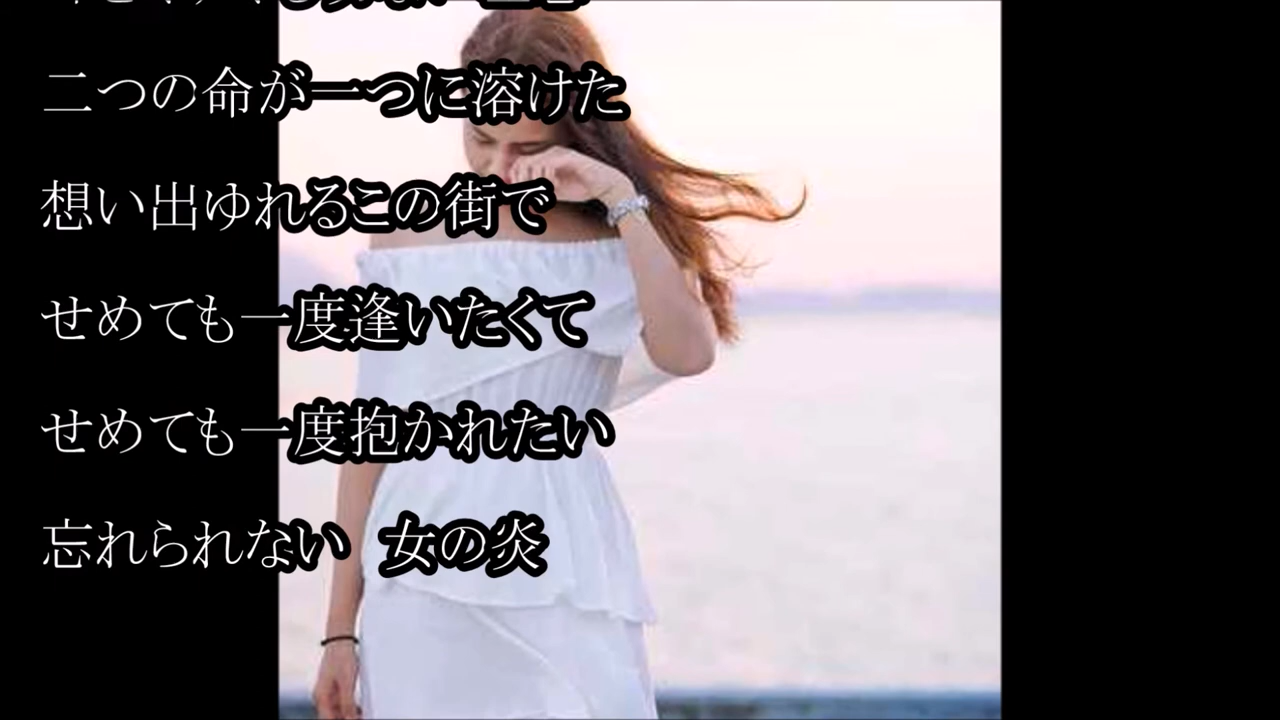 二つの命が一つに溶けた
想い出ゆれるこの街で
せめても一度逢いたくて
せめても一度抱かれたい
忘れられない 女の炎